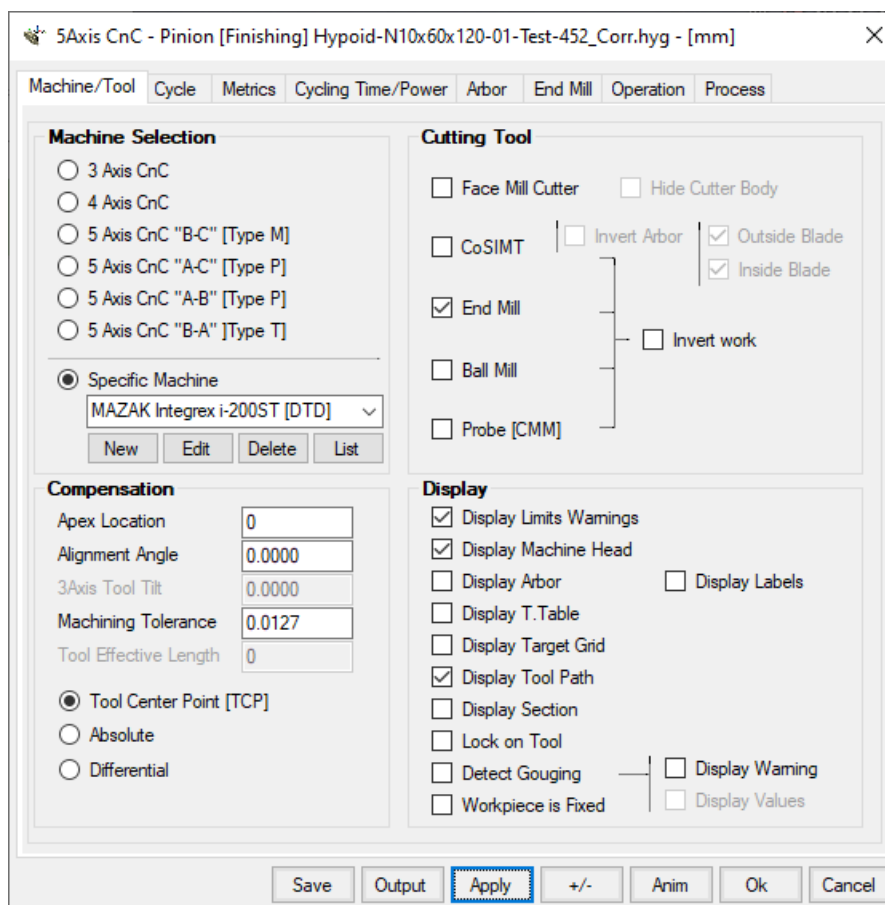 5Axis CnC - Pinion [Finishing] Hypoid-N10x60x120-01-Test-452_Corr.hyg - [mm]
Machine/Tool Cycle Metrics Cycling Time/Power Arbor End Mill Operation Process
Machine Selection
3 Axis CnC
4 Axis CnC
5 Axis CnC "B-C" [Type M]
5 Axis CnC "A-C" [Type P]
5 Axis CnC "A-B" [Type P]
5 Axis CnC "B-A" ]Type T]
Specific Machine
MAZAK Integrex i-200ST [DTD]
New Edit Delete List
Cutting Tool
Face Mill Cutter Hide Cutter Body
CoSIMT Invert Arbor Outside Blade
Inside Blade
End Mill
Invert work
Ball Mill
Probe [CMM]
Compensation
Apex Location 0
Alignment Angle 0.0000
3Axis Tool Tilt 0.0000
Machining Tolerance 0.0127
Tool Effective Length 0
Tool Center Point [TCP]
Absolute
Differential
Display
Display Limits Warnings
Display Machine Head
Display Arbor Display Labels
Display T.Table
Display Target Grid
Display Tool Path
Display Section
Lock on Tool
Detect Gouging Display Warning
Workpiece is Fixed Display Values
Save Output Apply +/- Anim Ok Cancel